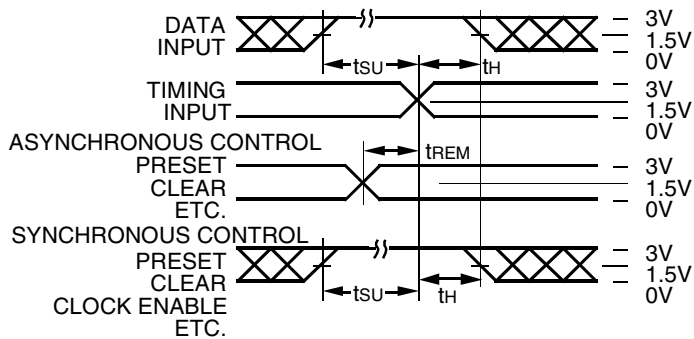 DATA
INPUT
3V
1.5V
0V
tSU
tH
TIMING
INPUT
3V
1.5V
0V
ASYNCHRONOUS CONTROL
tREM
PRESET
CLEAR
ETC.
3V
1.5V
0V
SYNCHRONOUS CONTROL
PRESET
CLEAR
CLOCK ENABLE
ETC.
3V
1.5V
0V
tSU
tH